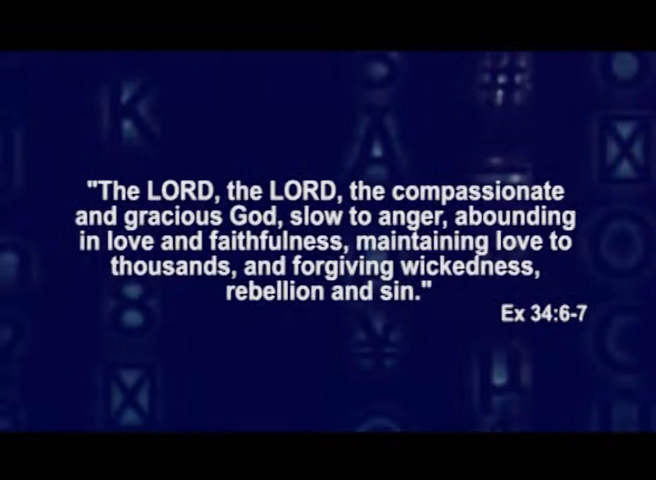 "The LORD, the LORD, the compassionate
and gracious God, slow to anger, abounding
in love and faithfulness, maintaining love to
thousands, and forgiving wickedness,
rebellion and sin."
Ex 34:6-7